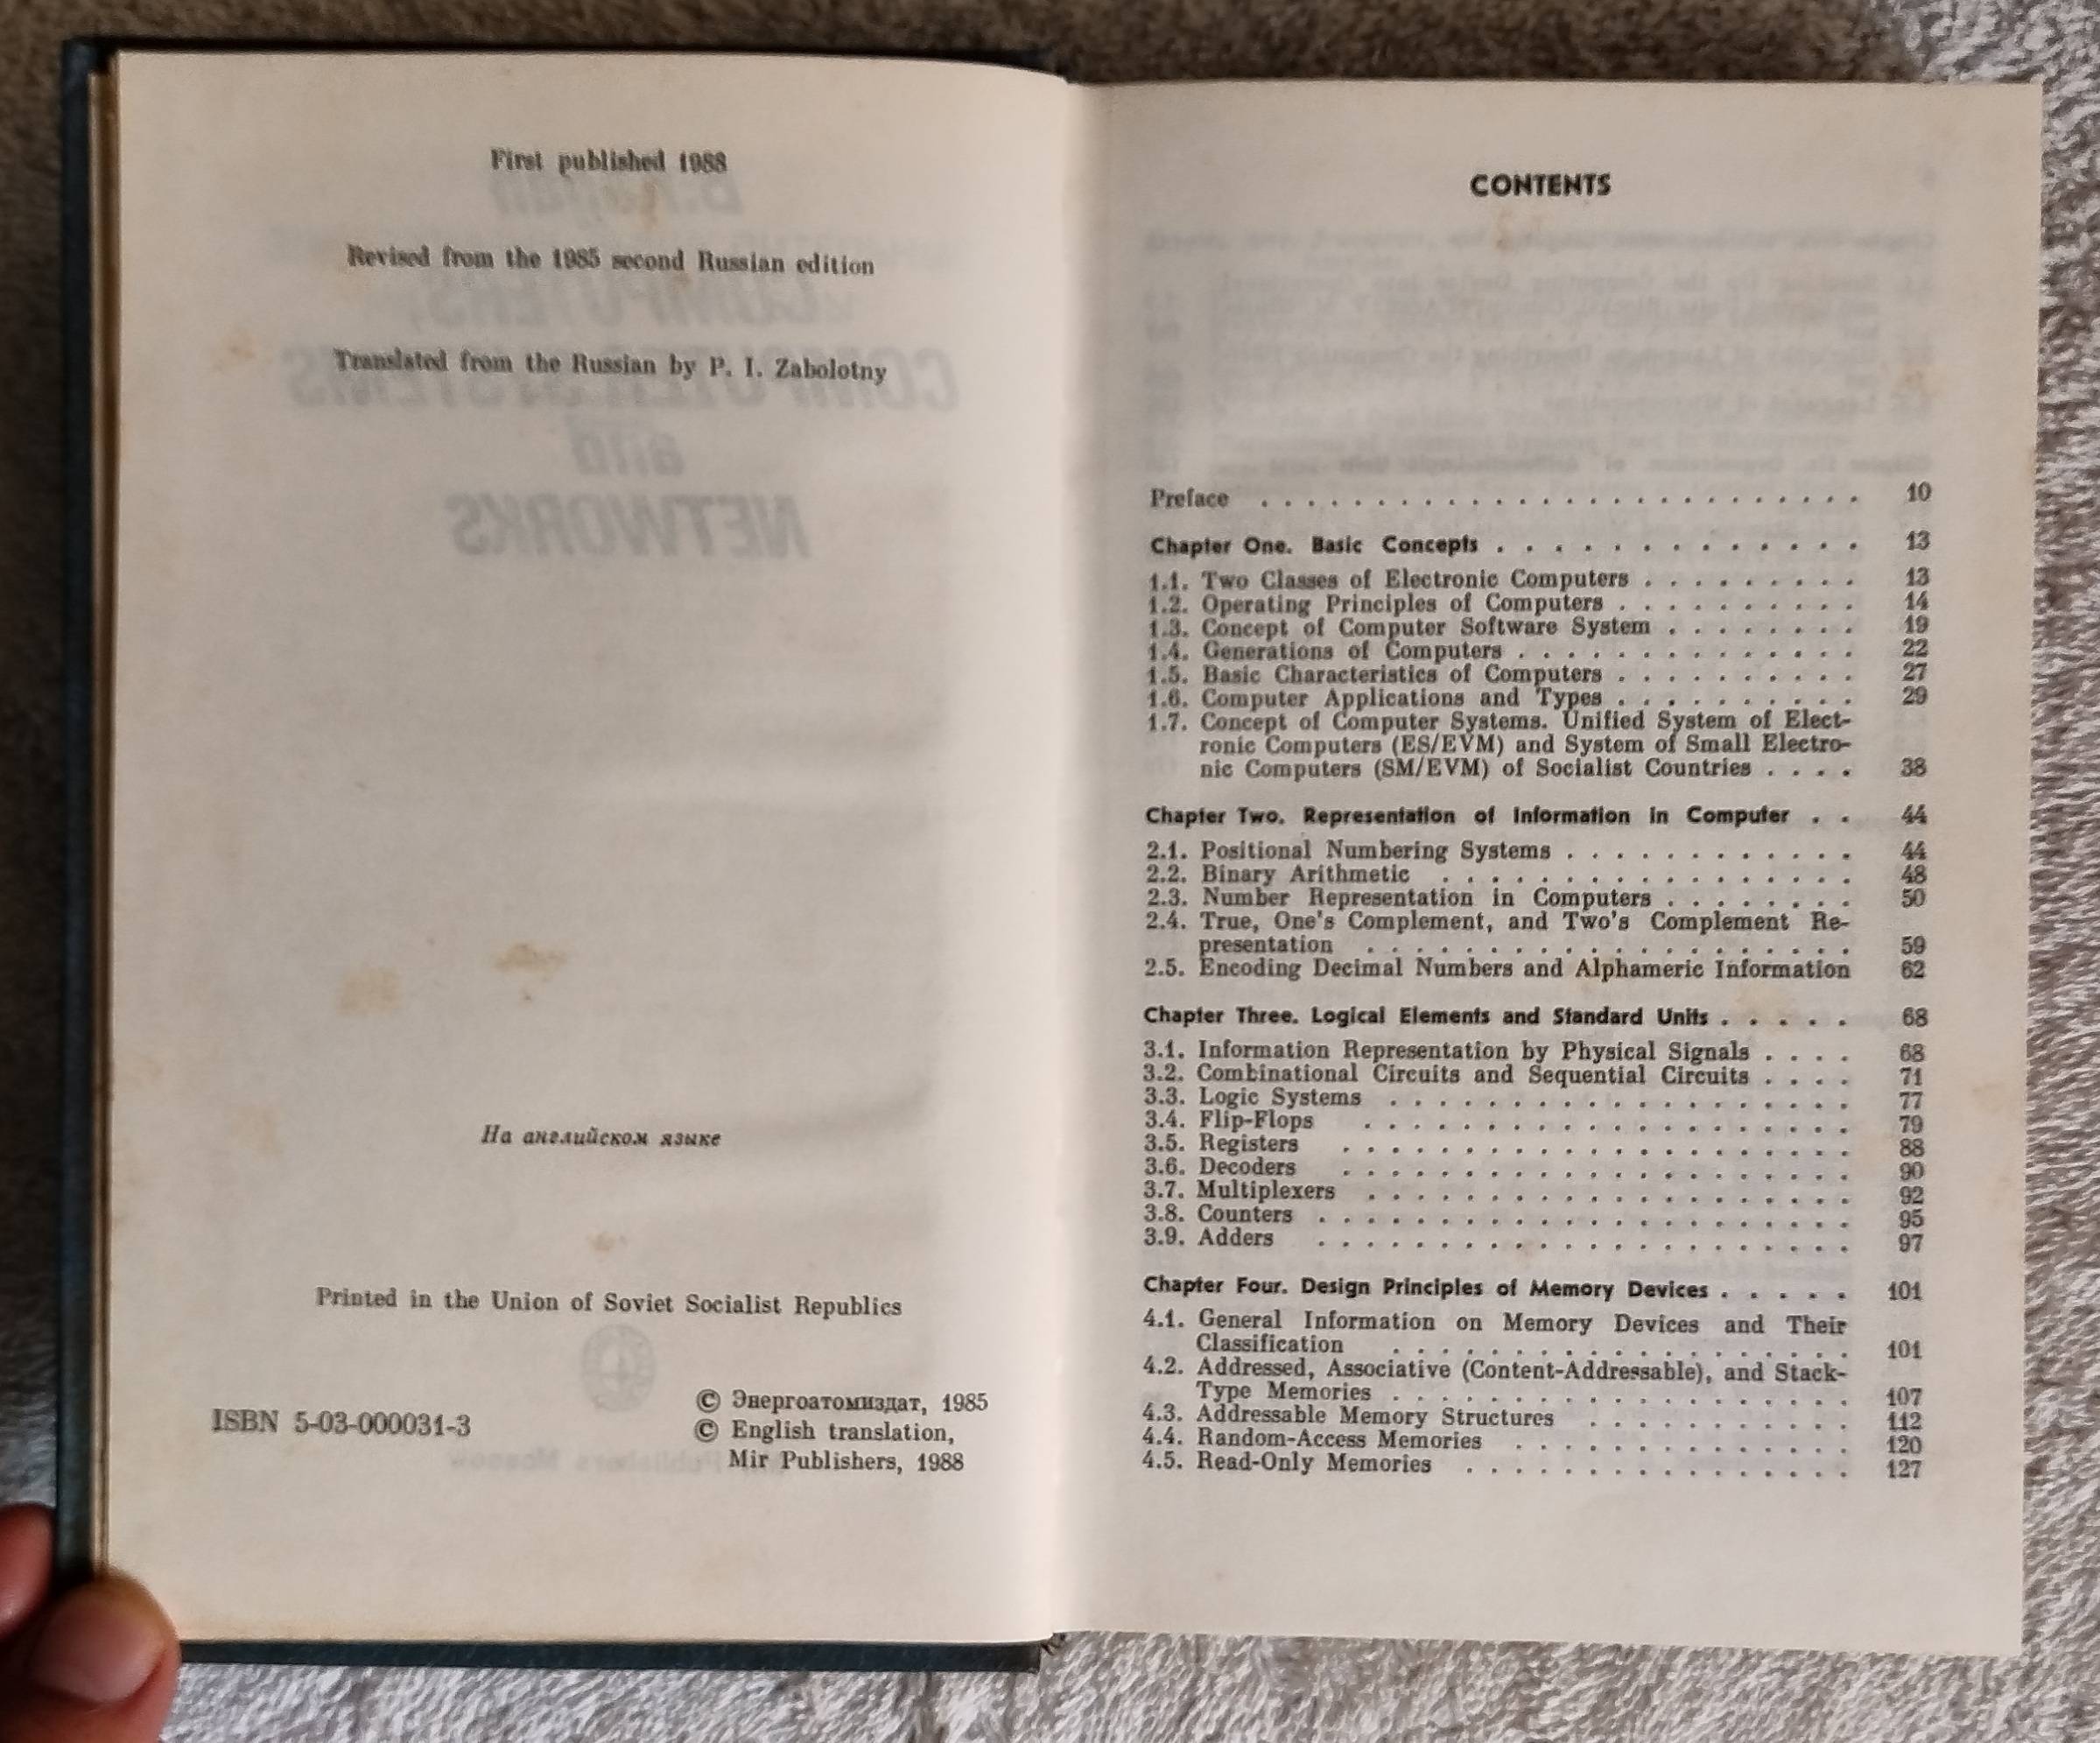 First published 1988
Revised from the 1985 second Russian edition
Translated from the Russian by P. I. Zabolotny
На английском языке
Printed in the Union of Soviet Socialist Republics
ISBN 5-03-000031-3
© Энергоатомиздат, 1985
© English translation,
Mir Publishers, 1988
CONTENTS
Preface . . . . . . . . . . . . . . . . . . . . . . . . . 10
Chapter One. Basic Concepts . . . . . . . . . . . . . 13
1.1. Two Classes of Electronic Computers . . . . . . . . . 13
1.2. Operating Principles of Computers . . . . . . . . . . 14
1.3. Concept of Computer Software System . . . . . . . . 19
1.4. Generations of Computers . . . . . . . . . . . . . . 22
1.5. Basic Characteristics of Computers . . . . . . . . . . 27
1.6. Computer Applications and Types . . . . . . . . . . 29
1.7. Concept of Computer Systems. Unified System of Elect-
ronic Computers (ES/EVM) and System of Small Electro-
nic Computers (SM/EVM) of Socialist Countries . . . . 38
Chapter Two. Representation of Information in Computer . . 44
2.1. Positional Numbering Systems . . . . . . . . . . . . 44
2.2. Binary Arithmetic . . . . . . . . . . . . . . . . . 48
2.3. Number Representation in Computers . . . . . . . . 50
2.4. True, One's Complement, and Two's Complement Re-
presentation . . . . . . . . . . . . . . . . . . . . 59
2.5. Encoding Decimal Numbers and Alphameric Information 62
Chapter Three. Logical Elements and Standard Units . . . . . 68
3.1. Information Representation by Physical Signals . . . . 68
3.2. Combinational Circuits and Sequential Circuits . . . . 71
3.3. Logic Systems . . . . . . . . . . . . . . . . . . . 77
3.4. Flip-Flops . . . . . . . . . . . . . . . . . . . . 79
3.5. Registers . . . . . . . . . . . . . . . . . . . . . 88
3.6. Decoders . . . . . . . . . . . . . . . . . . . . . 90
3.7. Multiplexers . . . . . . . . . . . . . . . . . . . . 92
3.8. Counters . . . . . . . . . . . . . . . . . . . . . . 95
3.9. Adders . . . . . . . . . . . . . . . . . . . . . . 97
Chapter Four. Design Principles of Memory Devices . . . . . 101
4.1. General Information on Memory Devices and Their
Classification . . . . . . . . . . . . . . . . . . . 101
4.2. Addressed, Associative (Content-Addressable), and Stack-
Type Memories . . . . . . . . . . . . . . . . . . . 107
4.3. Addressable Memory Structures . . . . . . . . . . . 112
4.4. Random-Access Memories . . . . . . . . . . . . . . 120
4.5. Read-Only Memories . . . . . . . . . . . . . . . . 127